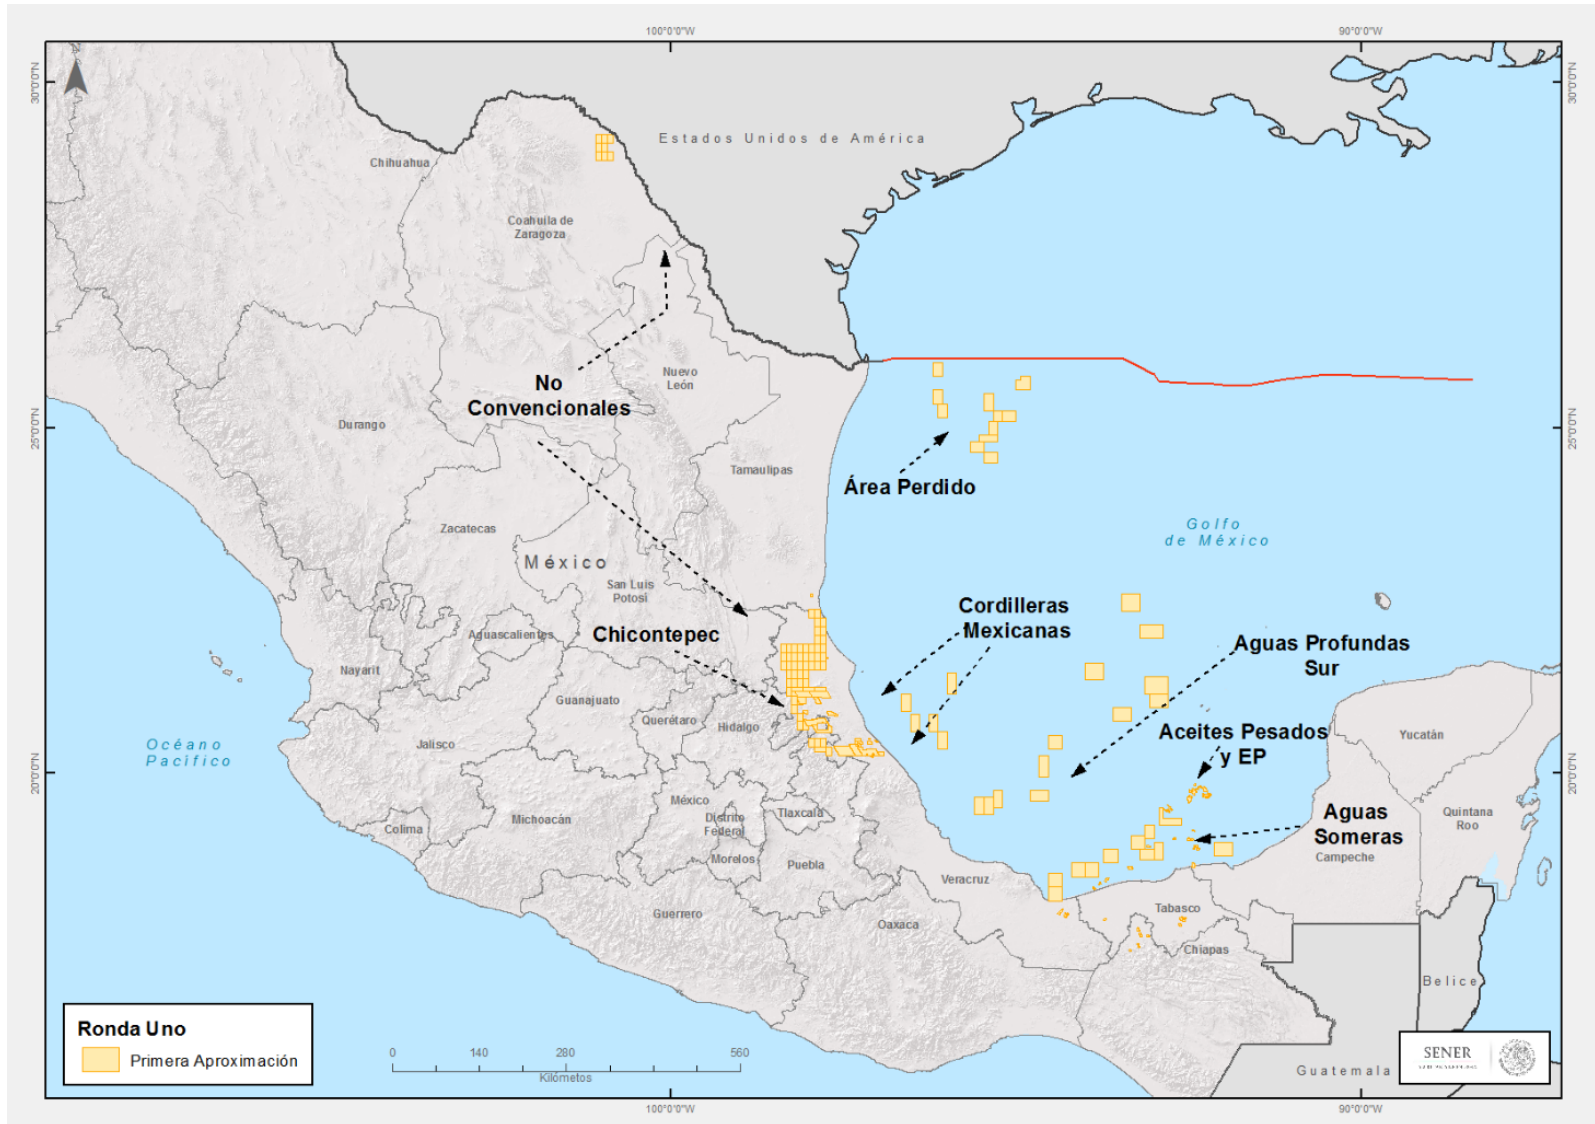 100°0'0"W
90°0'0"W
30°0'0"N
30°0'0"N
Estados Unidos de América
Chihuahua
Coahuila de
Zaragoza
No
Convencionales
Nuevo
León
Durango
25°0'0"N
25°0'0"N
Tamaulipas
Área Perdido
Zacatecas
Golfo
de México
México
San Luis
Potosí
Cordilleras
Mexicanas
Aguascalientes
Chicontepec
Aguas Profundas
Sur
Nayarit
Guanajuato
Querétaro
Hidalgo
Aceites Pesados
y EP
Yucatán
Océano
Pacífico
Jalisco
20°0'0"N
20°0'0"N
México
Tlaxcala
Distrito
Federal
Michoacán
Colima
Aguas
Someras
Quintana
Roo
Campeche
Morelos
Puebla
Veracruz
Guerrero
Oaxaca
Tabasco
Chiapas
Belice
Guatemala
Ronda Uno
Primera Aproximación
0 140 280 560
Kilómetos
SENER
100°0'0"W
90°0'0"W